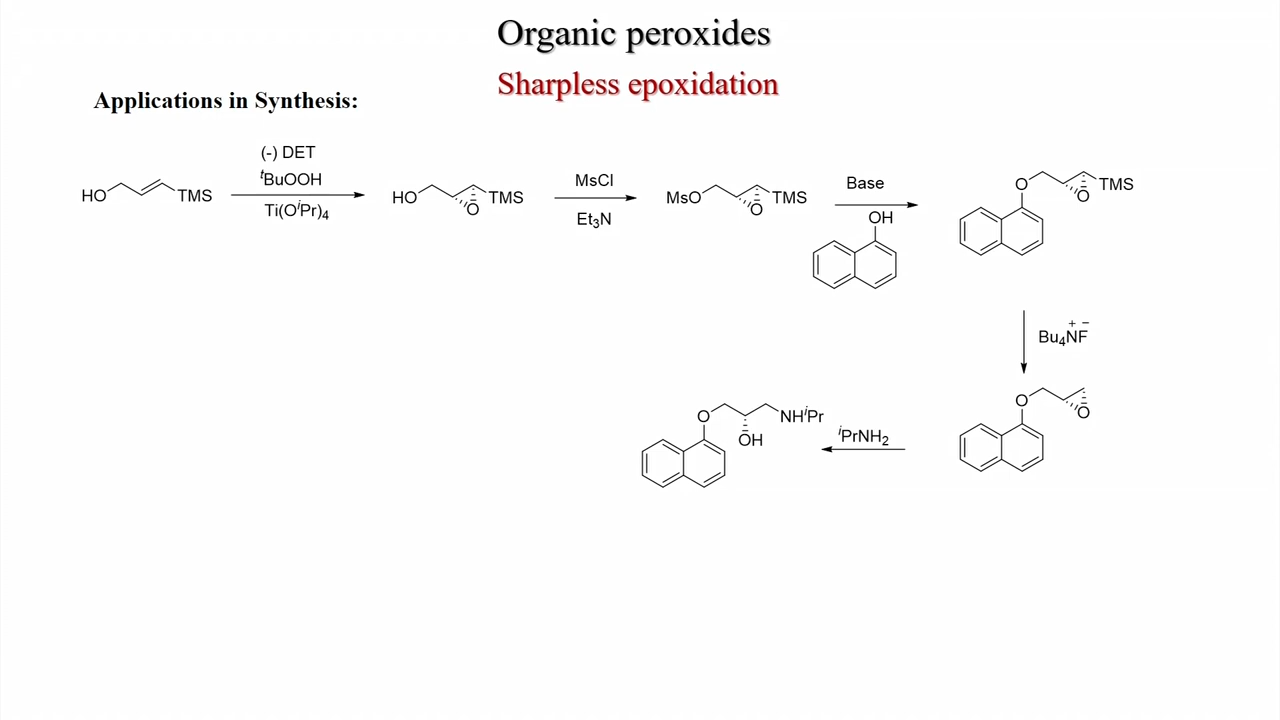 Organic peroxides
Sharpless epoxidation
Applications in Synthesis:
(-) DET
ᵗBuOOH
Ti(OⁱPr)₄
HO
TMS
HO
O
TMS
MsCl
Et₃N
MsO
O
TMS
Base
OH
O
O
TMS
Bu₄N⁺F⁻
O
O
ⁱPrNH₂
O
OH
NHⁱPr